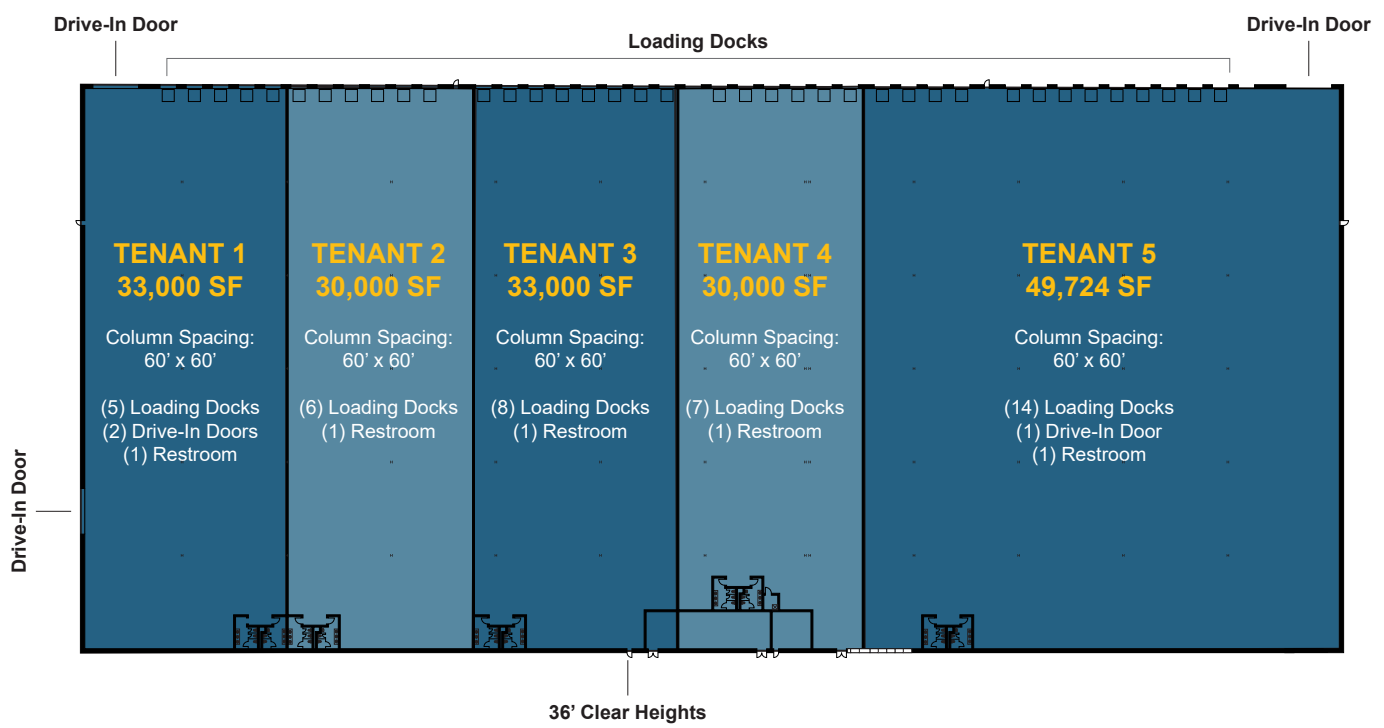 Drive-In Door
Loading Docks
Drive-In Door
TENANT 1
33,000 SF
Column Spacing:
60’ x 60’
(5) Loading Docks
(2) Drive-In Doors
(1) Restroom
TENANT 2
30,000 SF
Column Spacing:
60’ x 60’
(6) Loading Docks
(1) Restroom
TENANT 3
33,000 SF
Column Spacing:
60’ x 60’
(8) Loading Docks
(1) Restroom
TENANT 4
30,000 SF
Column Spacing:
60’ x 60’
(7) Loading Docks
(1) Restroom
TENANT 5
49,724 SF
Column Spacing:
60’ x 60’
(14) Loading Docks
(1) Drive-In Door
(1) Restroom
Drive-In Door
36’ Clear Heights